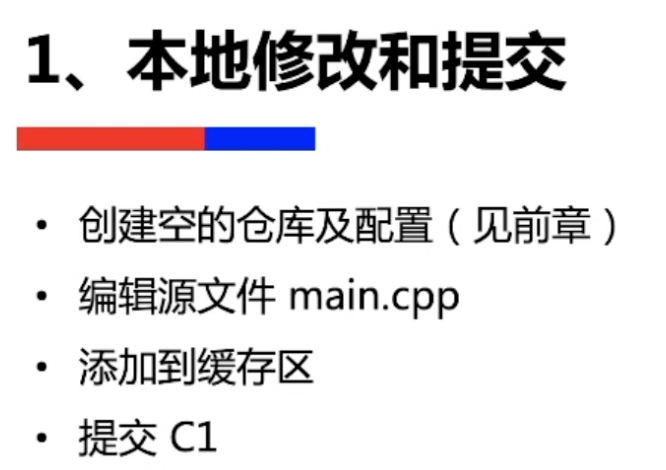 1、本地修改和提交
• 创建空的仓库及配置（见前章）
• 编辑源文件 main.cpp
• 添加到缓存区
• 提交 C1